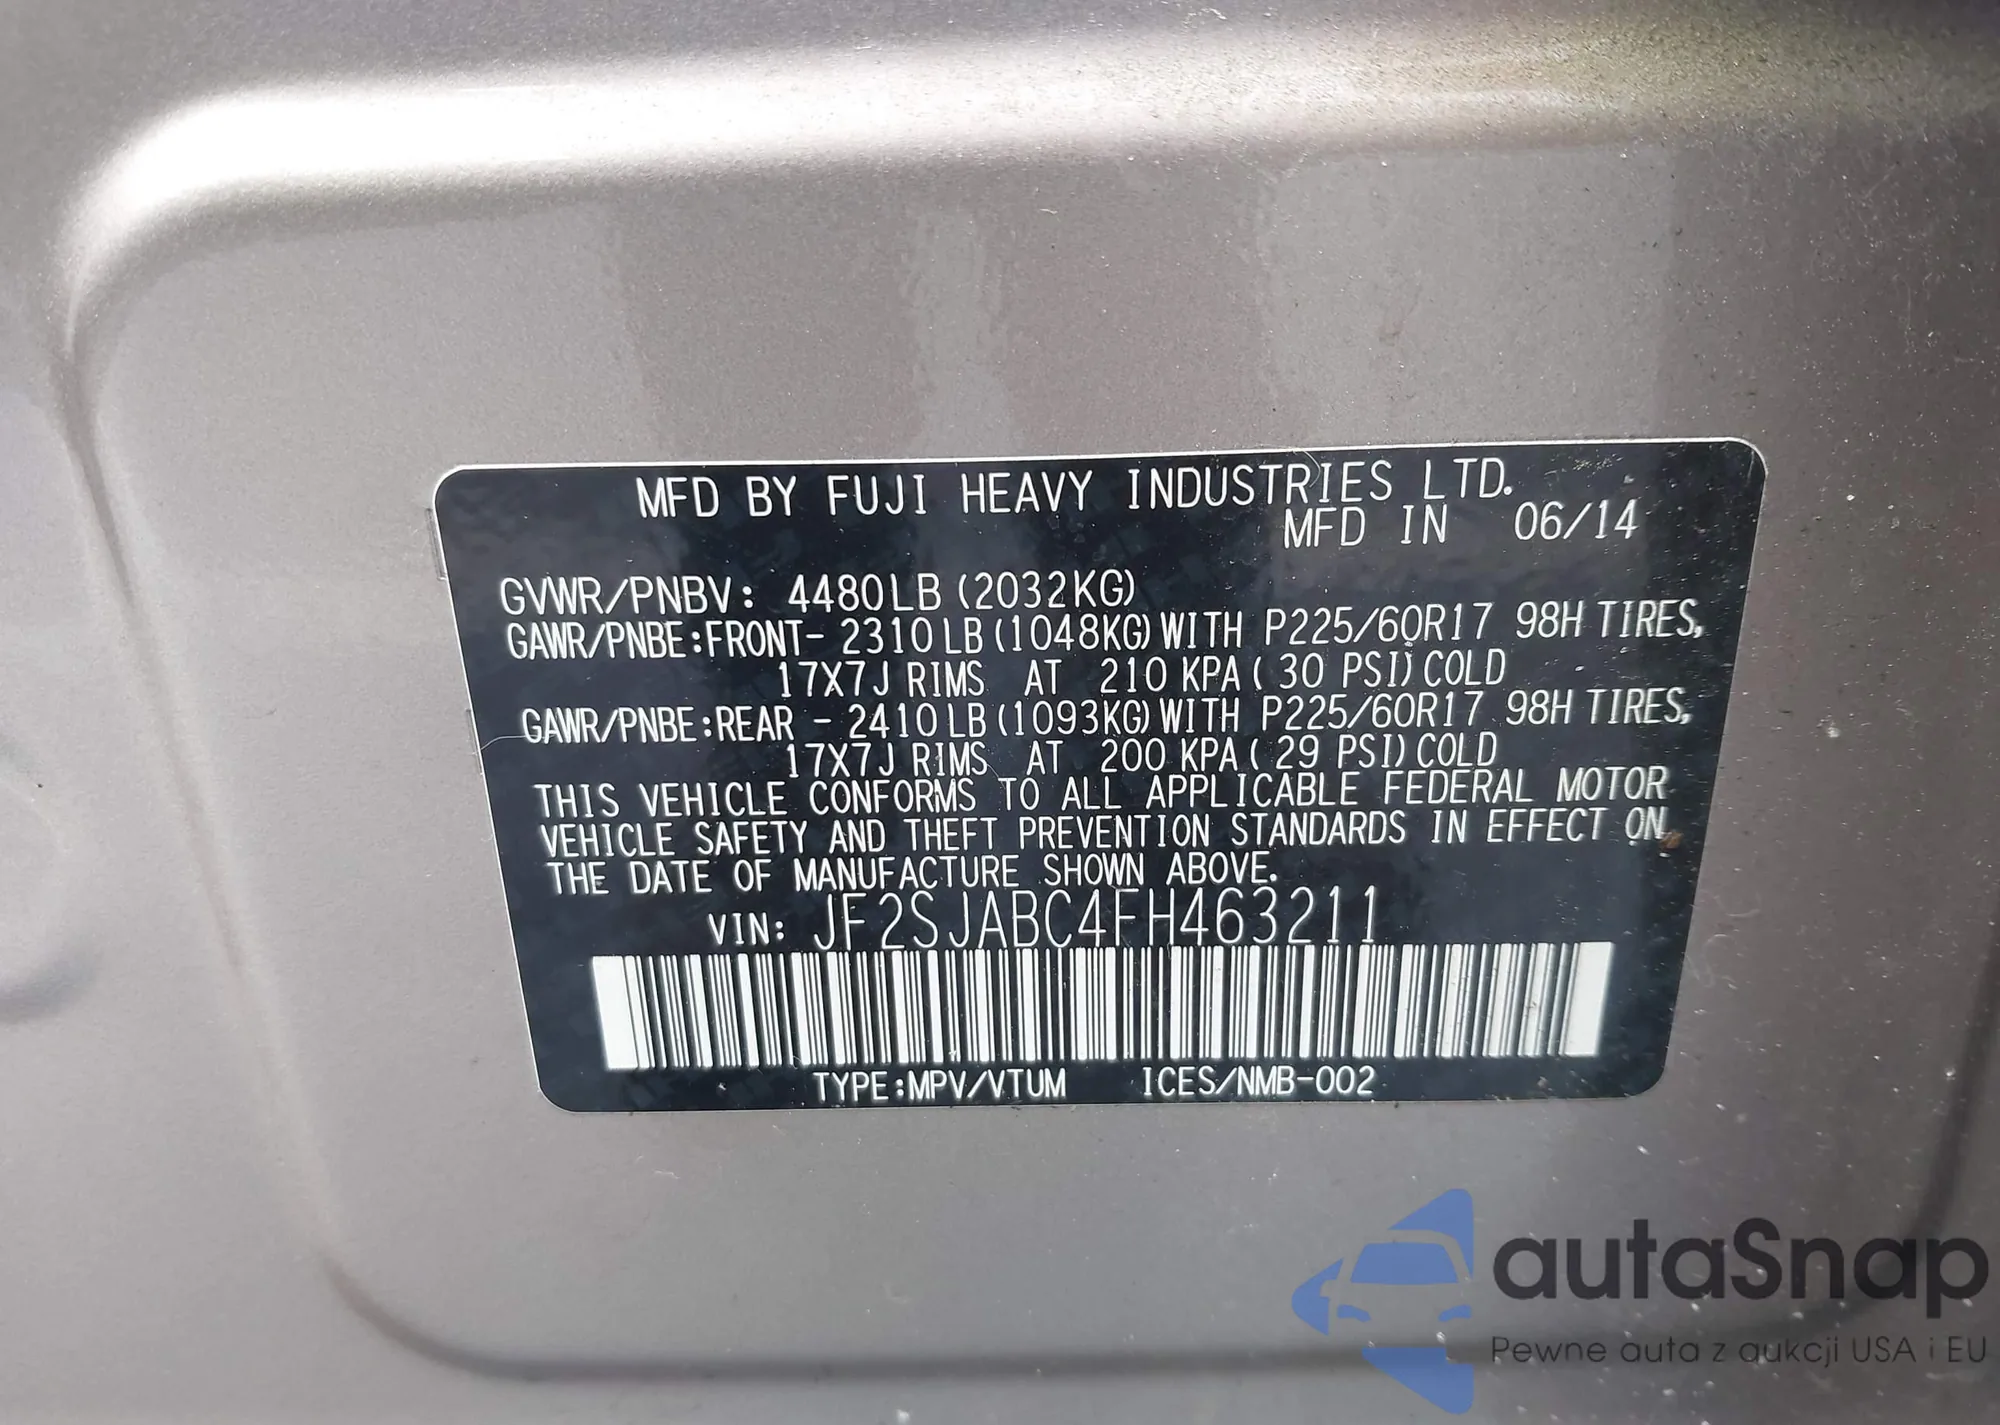 MFD BY FUJI HEAVY INDUSTRIES LTD.
MFD IN 06/14
GVWR/PNBV: 4480LB (2032KG)
GAWR/PNBE:FRONT- 2310LB(1048KG)WITH P225/60R17 98H TIRES,
17X7J RIMS AT 210 KPA( 30 PSI)COLD
GAWR/PNBE:REAR - 2410LB(1093KG)WITH P225/60R17 98H TIRES,
17X7J RIMS AT 200 KPA( 29 PSI)COLD
THIS VEHICLE CONFORMS TO ALL APPLICABLE FEDERAL MOTOR
VEHICLE SAFETY AND THEFT PREVENTION STANDARDS IN EFFECT ON
THE DATE OF MANUFACTURE SHOWN ABOVE.
VIN: JF2SJABC4FH463211
TYPE:MPV/VTUM ICES/NMB-002
autaSnap
Pewne auta z aukcji USA i EU